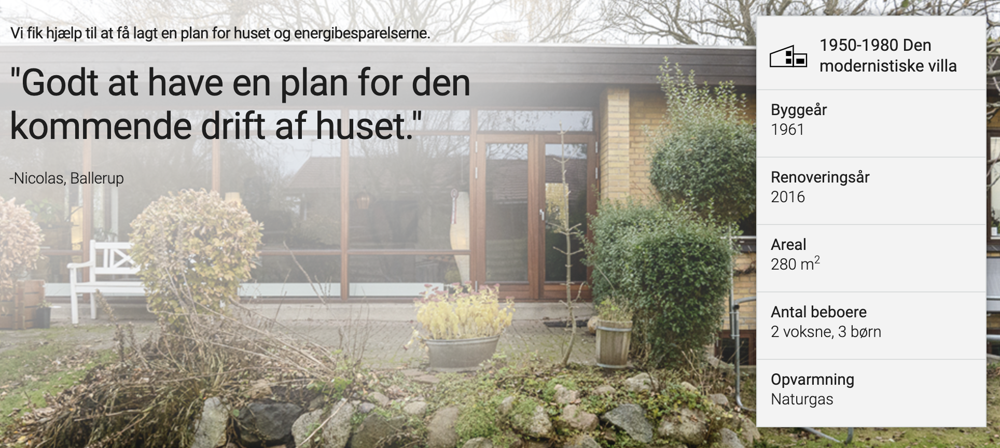 Vi fik hjælp til at få lagt en plan for huset og energibesparelserne.
"Godt at have en plan for den
kommende drift af huset."
-Nicolas, Ballerup
1950-1980 Den
modernistiske villa
Byggeår
1961
Renoveringsår
2016
Areal
280 m²
Antal beboere
2 voksne, 3 børn
Opvarmning
Naturgas